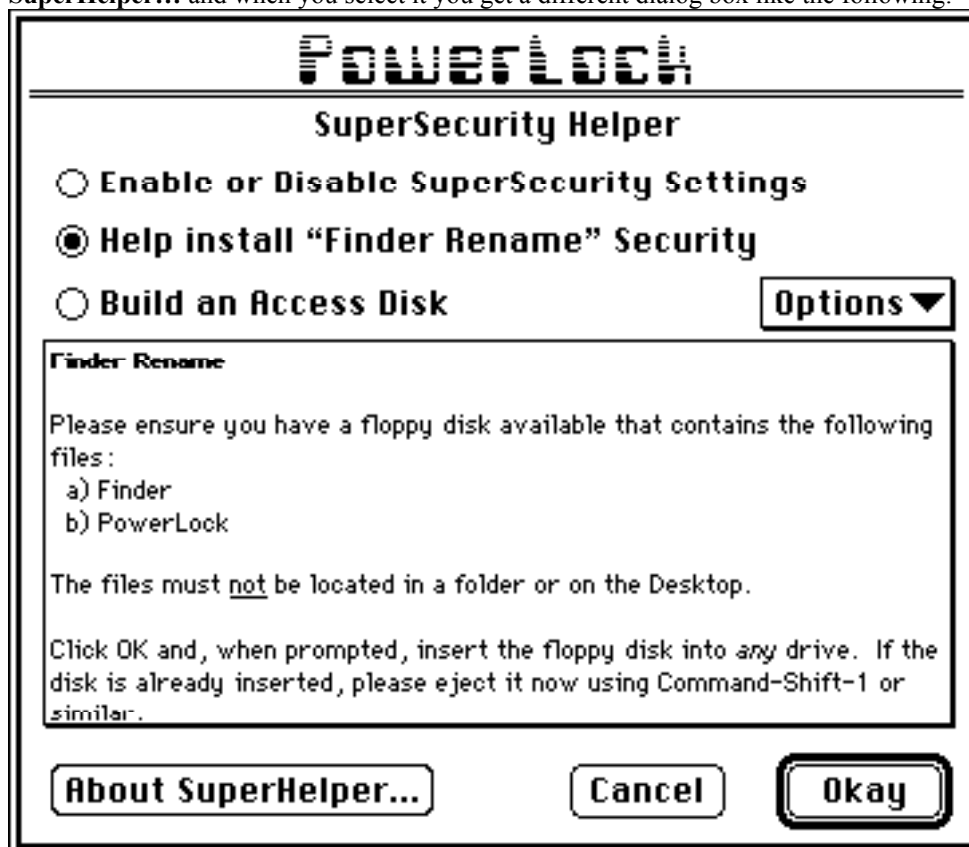 SuperHelper… and when you select it you get a different dialog box like the following:
PowerLock
SuperSecurity Helper
Enable or Disable SuperSecurity Settings
Help install “Finder Rename” Security
Build an Access Disk
Options
Finder Rename
Please ensure you have a floppy disk available that contains the following
files:
a) Finder
b) PowerLock
The files must not be located in a folder or on the Desktop.
Click OK and, when prompted, insert the floppy disk into any drive. If the
disk is already inserted, please eject it now using Command-Shift-1 or
similar.
About SuperHelper...
Cancel
Okay